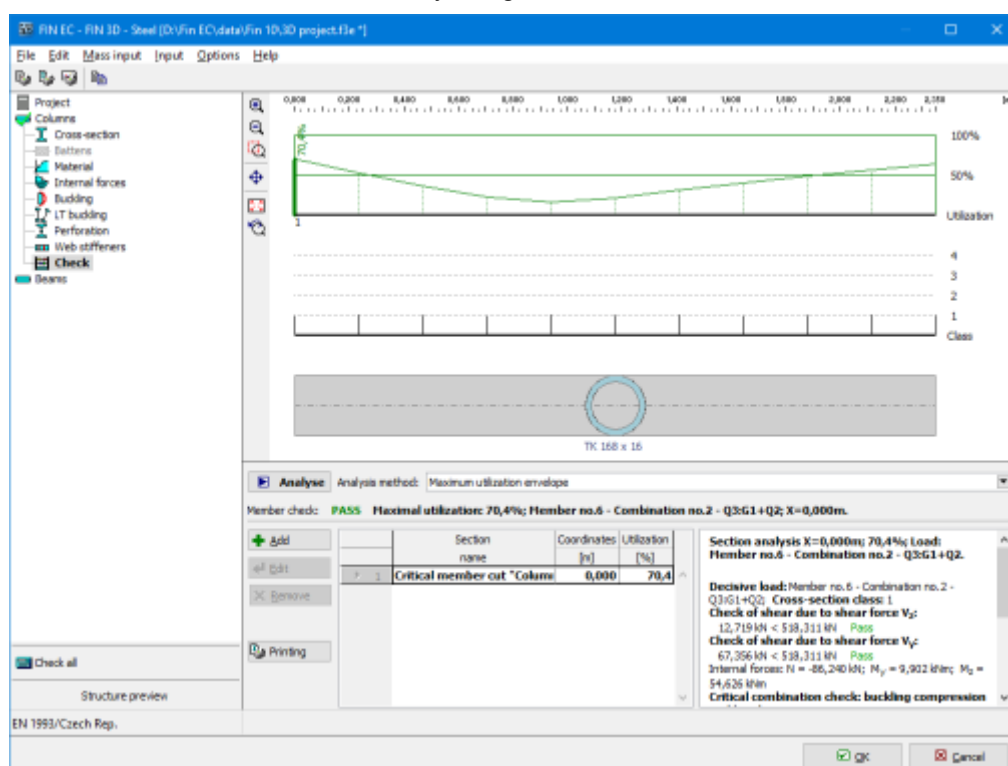 FIN EC - FIN 3D - Steel [D:\Fin EC\data\Fin 1D\3D project.f3e *]
File Edit Mass input Input Options Help
Project
Columns
Cross-section
Battens
Material
Internal forces
Buckling
LT buckling
Perforation
Web stiffeners
Check
Beams
Check all
Structure preview
100%
70,4%
50%
Utilization
1
4
3
2
1
Class
TK 168 x 16
Analyse Analysis method: Maximum utilization envelope
Member check: PASS Maximal utilization: 70,4%; Member no.6 - Combination no.2 - Q3:G1+Q2; X=0,000m.
Add
Edit
Remove
Printing
Section Coordinates Utilization
name [m] [%]
1 Critical member cut "Colum 0,000 70,4
Section analysis X=0,000m; 70,4%; Load:
Member no.6 - Combination no.2 - Q3:G1+Q2.
Decisive load: Member no.6 - Combination no.2 -
Q3:G1+Q2; Cross-section class: 1
Check of shear due to shear force Vz:
12,719 kN < 518,311 kN Pass
Check of shear due to shear force Vy:
67,356 kN < 518,311 kN Pass
Internal forces: N = -86,240 kN; My = 9,902 kNm; Mz =
54,626 kNm
Critical combination check: buckling compression
EN 1993/Czech Rep.
OK Cancel